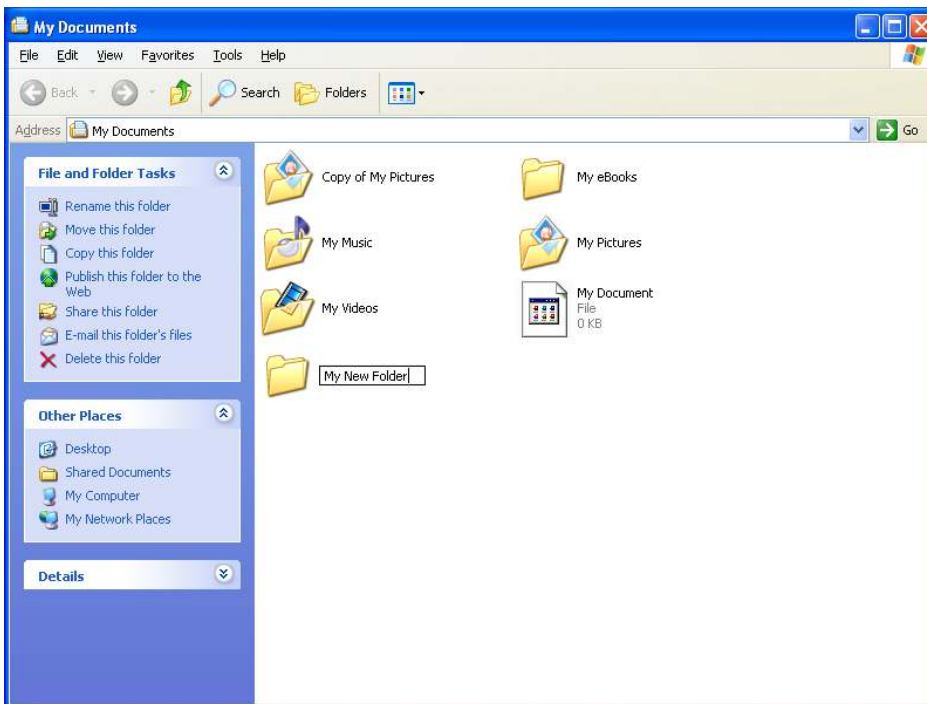 My Documents
File Edit View Favorites Tools Help
Back Search Folders
Address My Documents Go
File and Folder Tasks
Rename this folder
Move this folder
Copy this folder
Publish this folder to the
Web
Share this folder
E-mail this folder's files
Delete this folder
Other Places
Desktop
Shared Documents
My Computer
My Network Places
Details
Copy of My Pictures
My eBooks
My Music
My Pictures
My Videos
My Document
File
0 KB
My New Folder